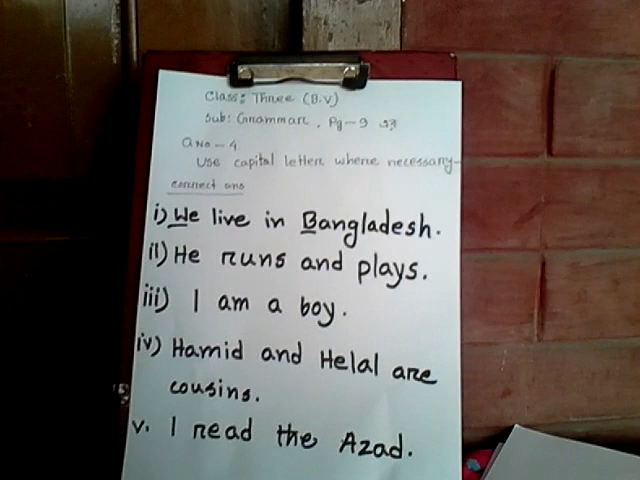 Class: Three (B.V)
Sub: Grammar, Pg-9
Q No-4
Use capital letter where necessary-
correct ans
i) We live in Bangladesh.
ii) He runs and plays.
iii) I am a boy.
iv) Hamid and Helal are
cousins.
v. I read the Azad.